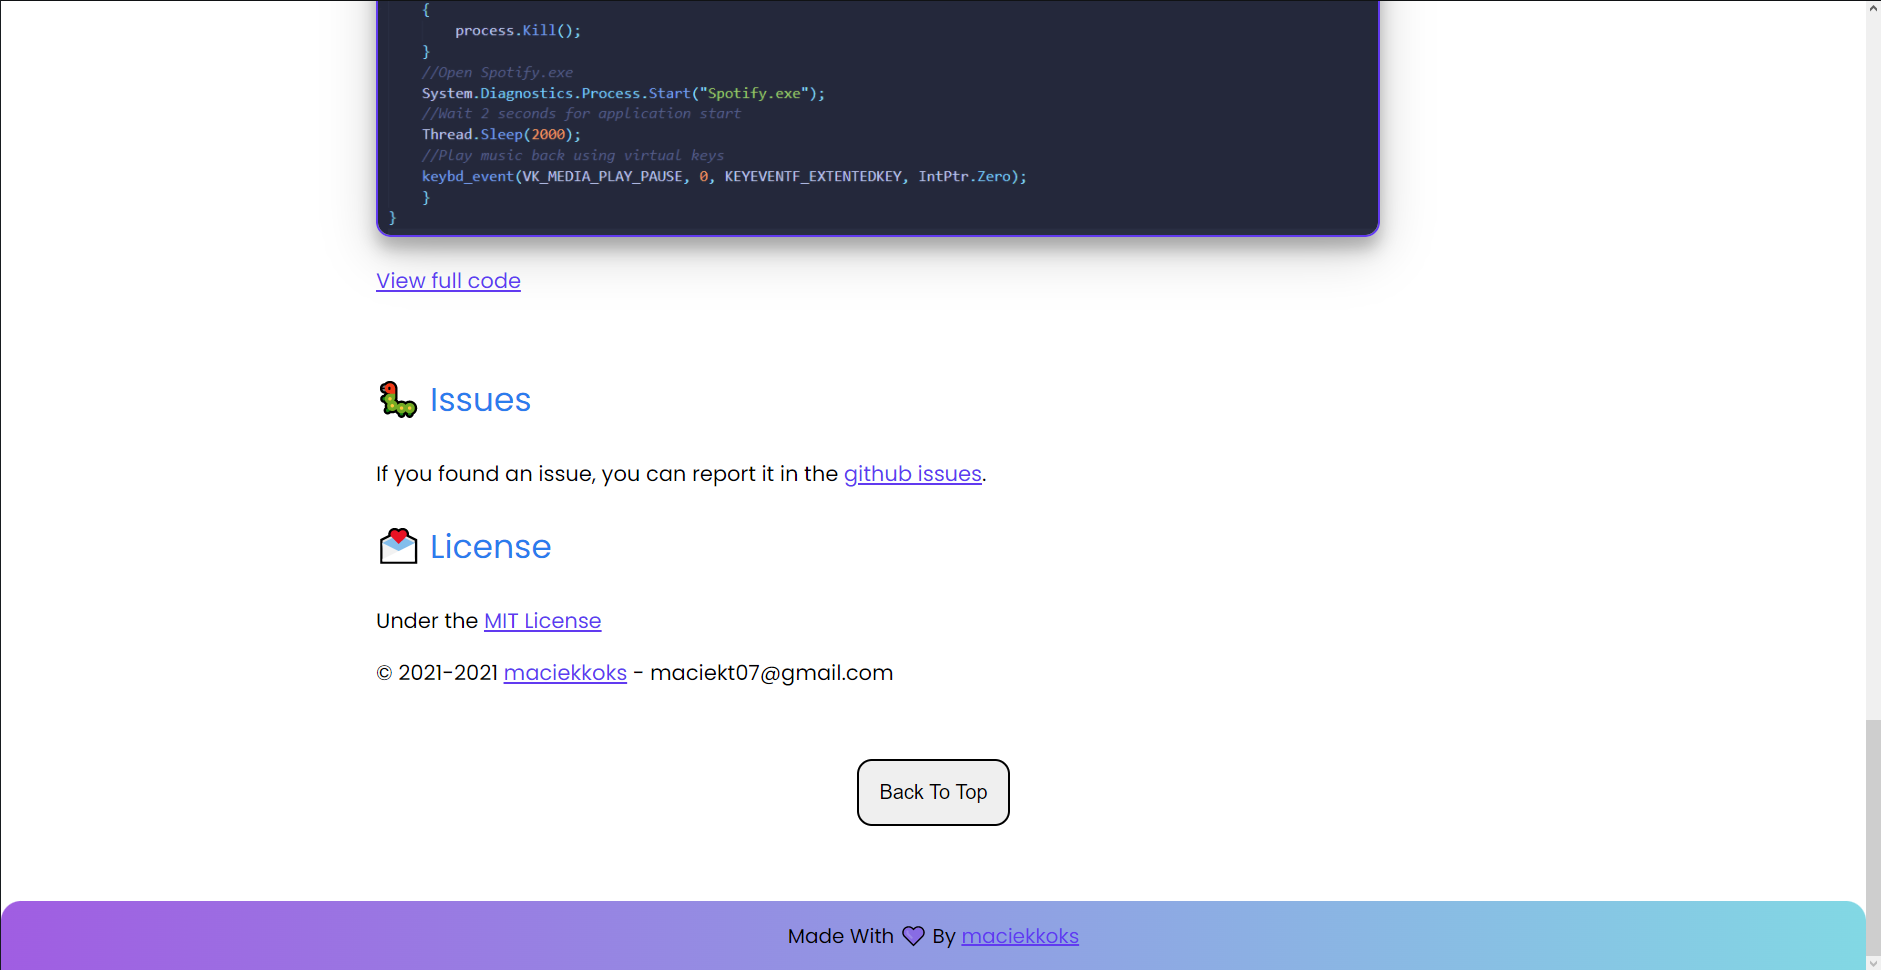 {
process.Kill();
}
//Open Spotify.exe
System.Diagnostics.Process.Start("Spotify.exe");
//Wait 2 seconds for application start
Thread.Sleep(2000);
//Play music back using virtual keys
keybd_event(VK_MEDIA_PLAY_PAUSE, 0, KEYEVENTF_EXTENTEDKEY, IntPtr.Zero);
}
}
View full code
Issues
If you found an issue, you can report it in the github issues.
License
Under the MIT License
© 2021-2021 maciekkoks - maciekt07@gmail.com
Back To Top
Made With 💜 By maciekkoks